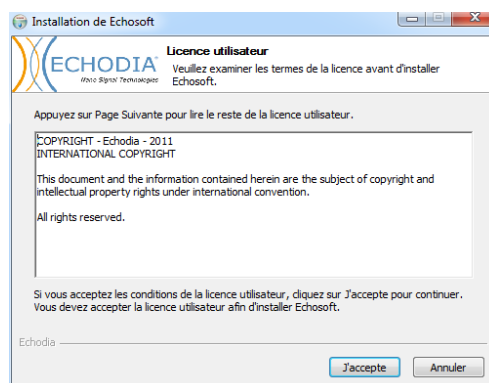 Installation de Echosoft
ECHODIA
Nano Signal Technologies
Licence utilisateur
Veuillez examiner les termes de la licence avant d'installer
Echosoft.
Appuyez sur Page Suivante pour lire le reste de la licence utilisateur.
COPYRIGHT - Echodia - 2011
INTERNATIONAL COPYRIGHT
This document and the information contained herein are the subject of copyright and
intellectual property rights under international convention.
All rights reserved.
Si vous acceptez les conditions de la licence utilisateur, cliquez sur J'accepte pour continuer.
Vous devez accepter la licence utilisateur afin d'installer Echosoft.
Echodia
J'accepte
Annuler